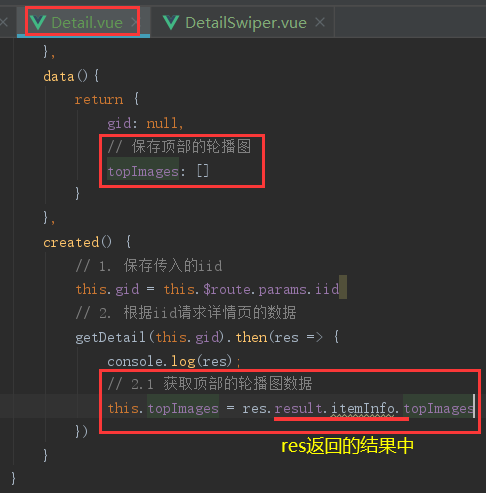 Detail.vue DetailSwiper.vue
},
data(){
return {
gid: null,
// 保存顶部的轮播图
topImages: []
}
},
created() {
// 1. 保存传入的iid
this.gid = this.$route.params.iid
// 2. 根据iid请求详情页的数据
getDetail(this.gid).then(res => {
console.log(res);
// 2.1 获取顶部的轮播图数据
this.topImages = res.result.itemInfo.topImages
})
res返回的结果中
}
}